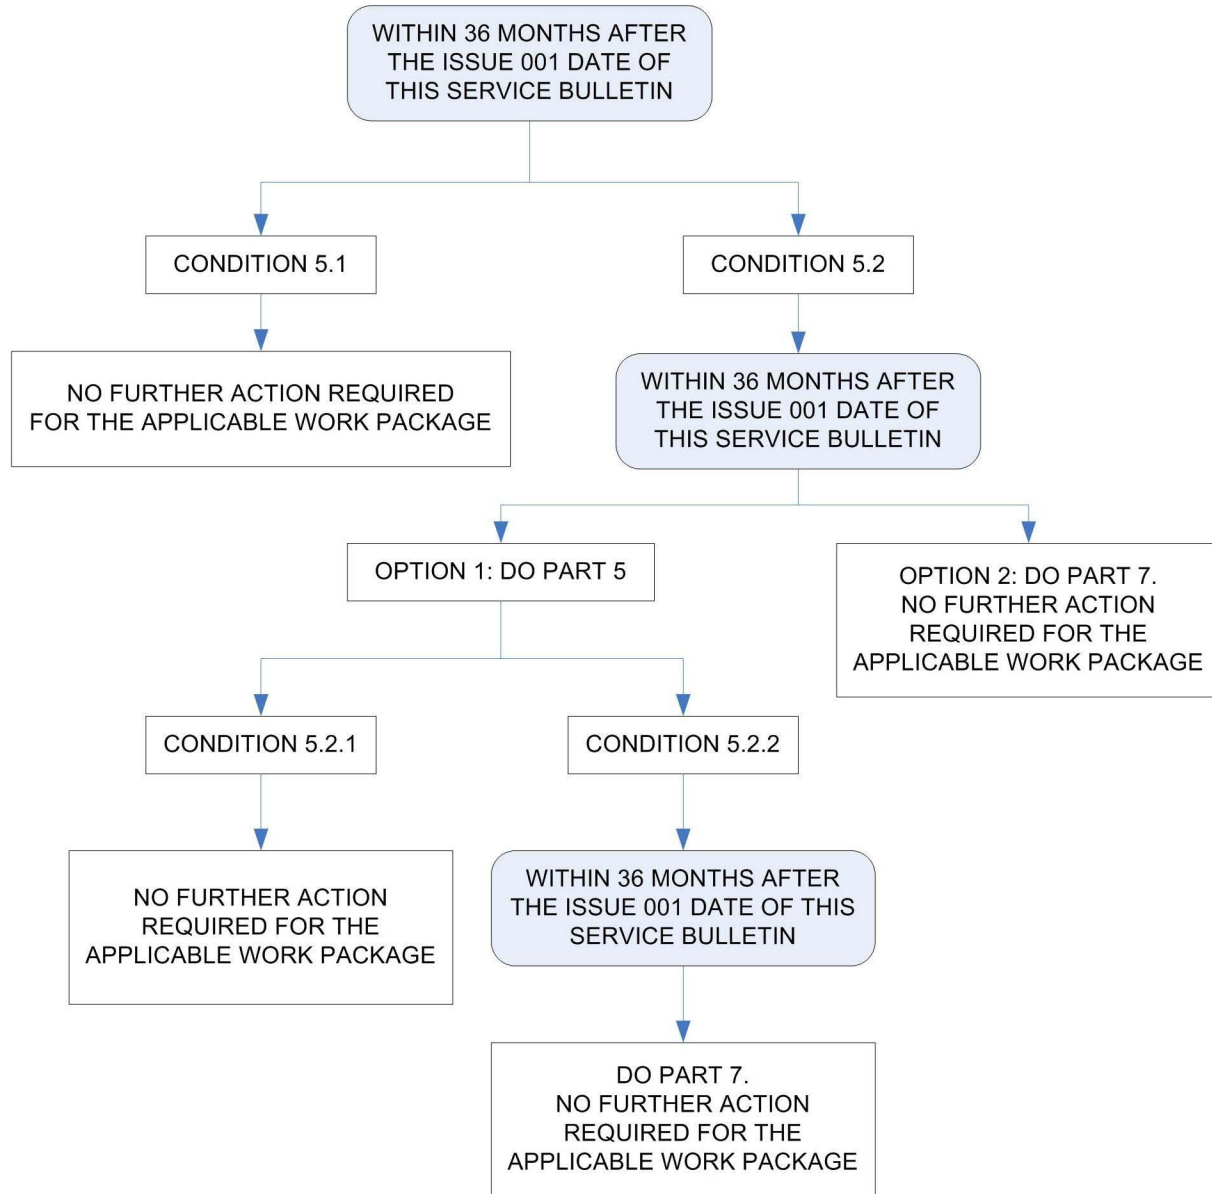 WITHIN 36 MONTHS AFTER
THE ISSUE 001 DATE OF
THIS SERVICE BULLETIN
CONDITION 5.1
CONDITION 5.2
NO FURTHER ACTION REQUIRED
FOR THE APPLICABLE WORK PACKAGE
WITHIN 36 MONTHS AFTER
THE ISSUE 001 DATE OF
THIS SERVICE BULLETIN
OPTION 1: DO PART 5
OPTION 2: DO PART 7.
NO FURTHER ACTION
REQUIRED FOR THE
APPLICABLE WORK PACKAGE
CONDITION 5.2.1
CONDITION 5.2.2
NO FURTHER ACTION
REQUIRED FOR THE
APPLICABLE WORK PACKAGE
WITHIN 36 MONTHS AFTER
THE ISSUE 001 DATE OF THIS
SERVICE BULLETIN
DO PART 7.
NO FURTHER ACTION
REQUIRED FOR THE
APPLICABLE WORK PACKAGE